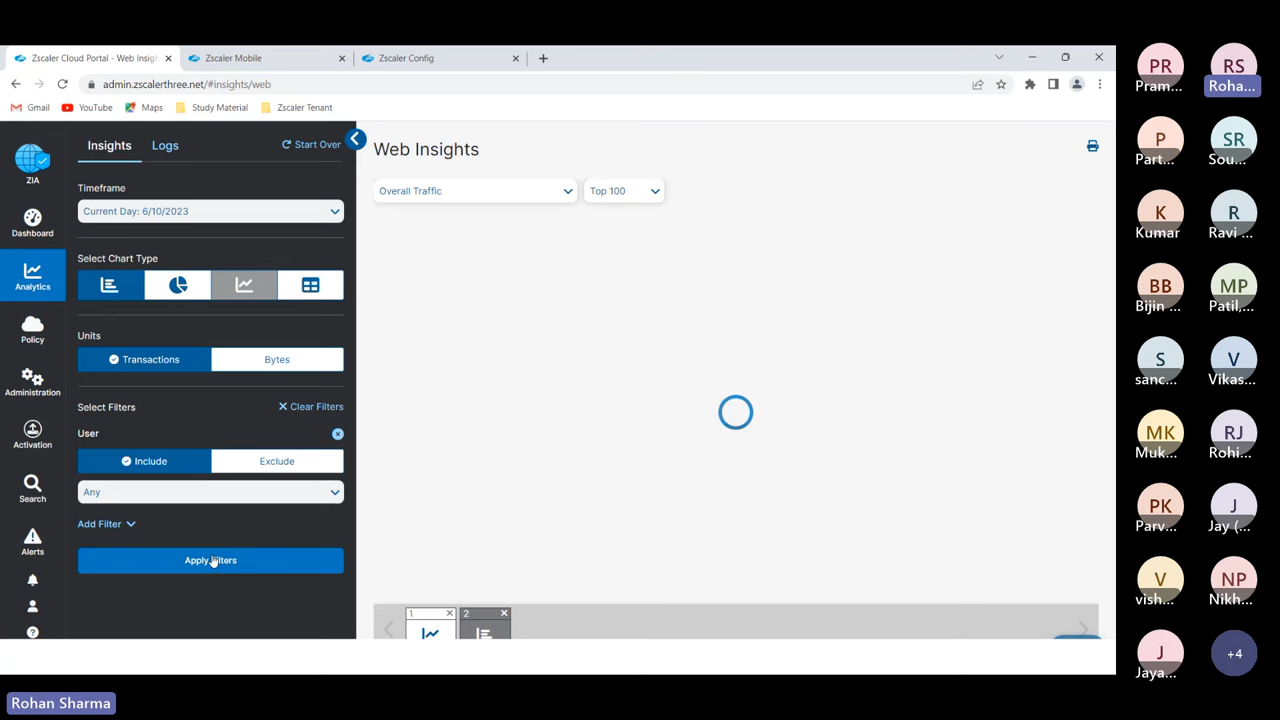 Zscaler Cloud Portal - Web Insig
Zscaler Mobile
Zscaler Config
admin.zscalerthree.net/#insights/web
Gmail
YouTube
Maps
Study Material
Zscaler Tenant
ZIA
Dashboard
Analytics
Policy
Administration
Activation
Search
Alerts
Insights
Logs
Start Over
Timeframe
Current Day: 6/10/2023
Select Chart Type
Units
Transactions
Bytes
Select Filters
Clear Filters
User
Include
Exclude
Any
Add Filter
Apply Filters
Web Insights
Overall Traffic
Top 100
1
2
PR
Pram...
RS
Roha...
P
Part...
SR
Sou...
K
Kumar
R
Ravi ...
BB
Bijin ...
MP
Patil,...
S
sanc...
V
Vikas...
MK
Muk...
RJ
Rohi...
PK
Parv...
J
Jay (...
V
vish...
NP
Nikh...
J
Jaya...
+4
Rohan Sharma